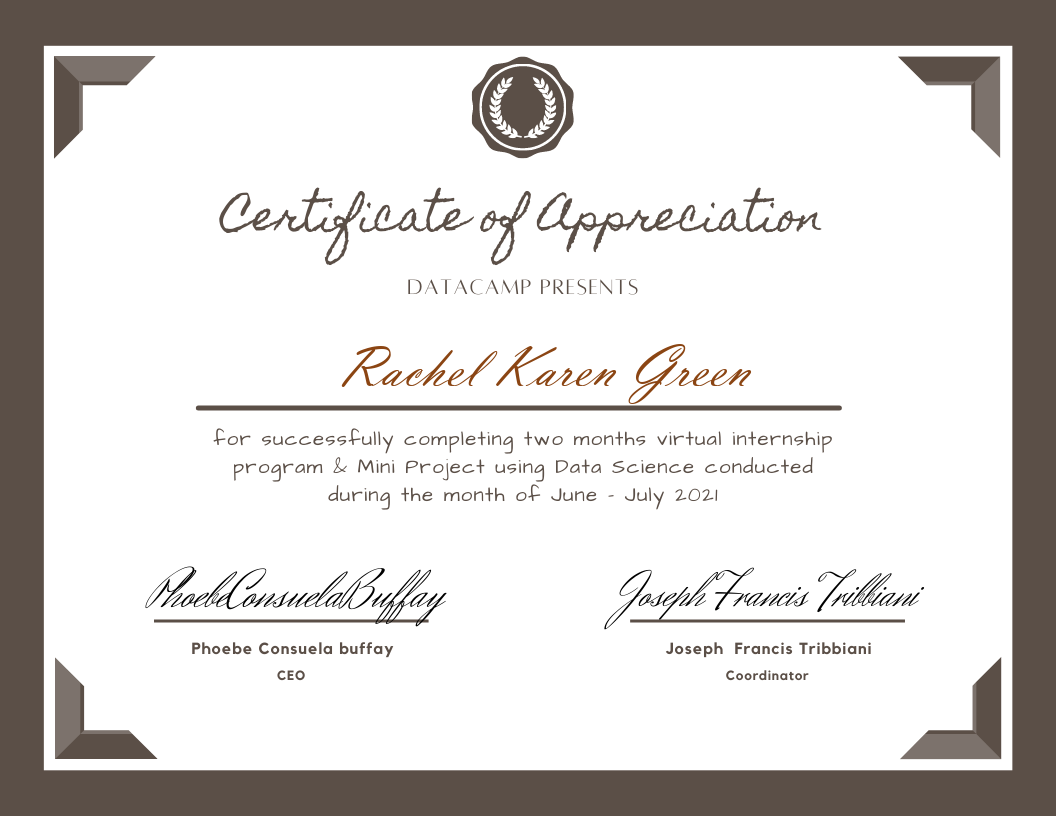 Certificate of Appreciation
DATACAMP PRESENTS
Rachel Karen Green
for successfully completing two months virtual internship
program & Mini Project using Data Science conducted
during the month of June - July 2021
PhoebeConsuelaBuffay
Joseph Francis Tribbiani
Phoebe Consuela buffay
Joseph Francis Tribbiani
CEO
Coordinator